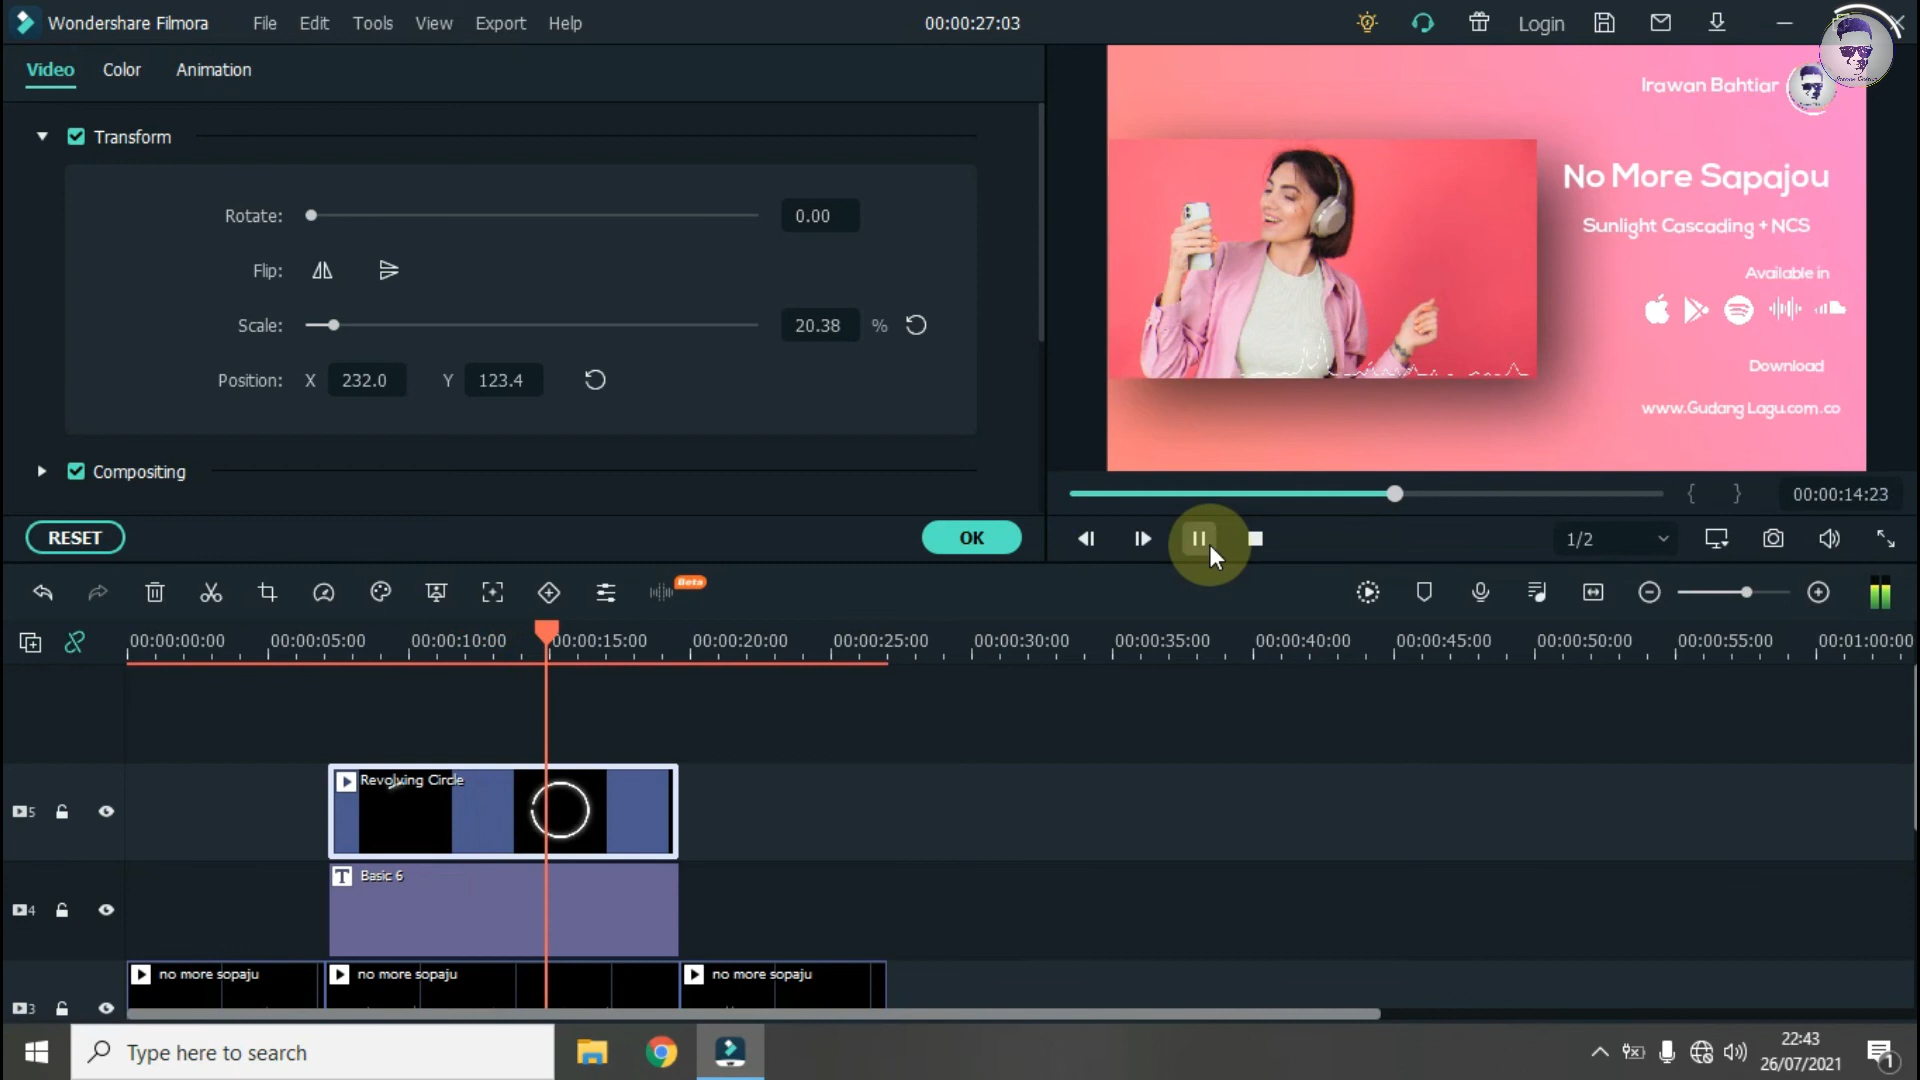 Wondershare Filmora File Edit Tools View Export Help 00:00:27:03 Login
Video Color Animation
Transform
Rotate: 0.00
Flip:
Scale: 20.38 %
Position: X 232.0 Y 123.4
Compositing
RESET OK
Irawan Bahtiar
No More Sapajou
Sunlight Cascading + NCS
Available in
Download
www.Gudang Lagu.com.co
{ } 00:00:14:23
1/2
Beta
00:00:00:00 00:00:05:00 00:00:10:00 00:00:15:00 00:00:20:00 00:00:25:00 00:00:30:00 00:00:35:00 00:00:40:00 00:00:45:00 00:00:50:00 00:00:55:00 00:01:00:00
Revolving Circle
5
T Basic 6
4
no more sopaju no more sopaju no more sopaju
3
Type here to search
22:43
26/07/2021
1